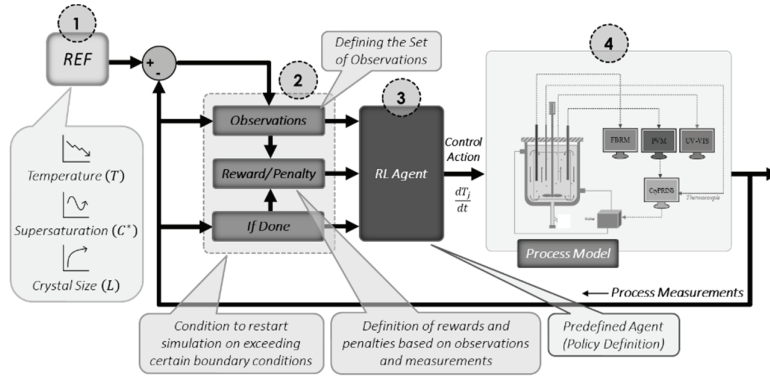 1
REF
+
-
Temperature (T)
Supersaturation (C*)
Crystal Size (L)
Defining the Set
of Observations
2
Observations
Reward/Penalty
If Done
3
RL Agent
Control
Action
dTj
dt
4
FBRM
PVM
UV-VIS
CryPRINS
Thermocouple
Process Model
Process Measurements
Condition to restart
simulation on exceeding
certain boundary conditions
Definition of rewards and
penalties based on observations
and measurements
Predefined Agent
(Policy Definition)